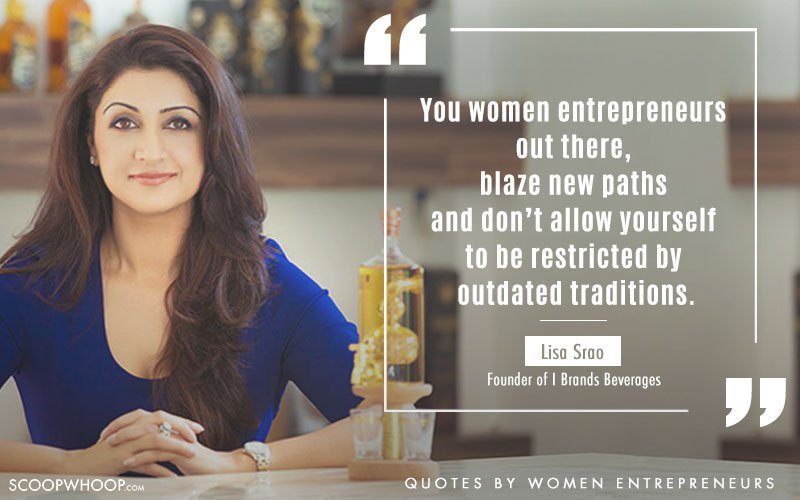 You women entrepreneurs
out there,
blaze new paths
and don’t allow yourself
to be restricted by
outdated traditions.
Lisa Srao
Founder of I Brands Beverages
SCOOPWHOOP.COM
QUOTES BY WOMEN ENTREPRENEURS